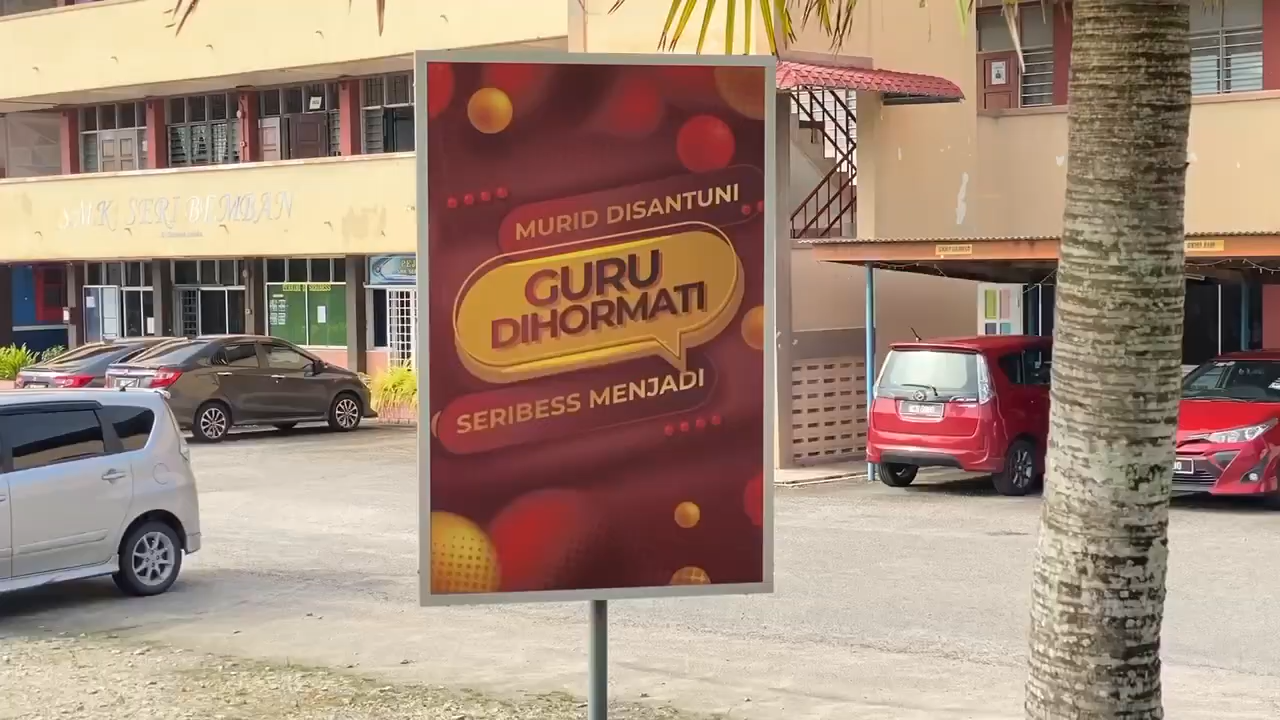 SMK SERI BEMBAN
MURID DISANTUNI
GURU
DIHORMATI
SERIBESS MENJADI